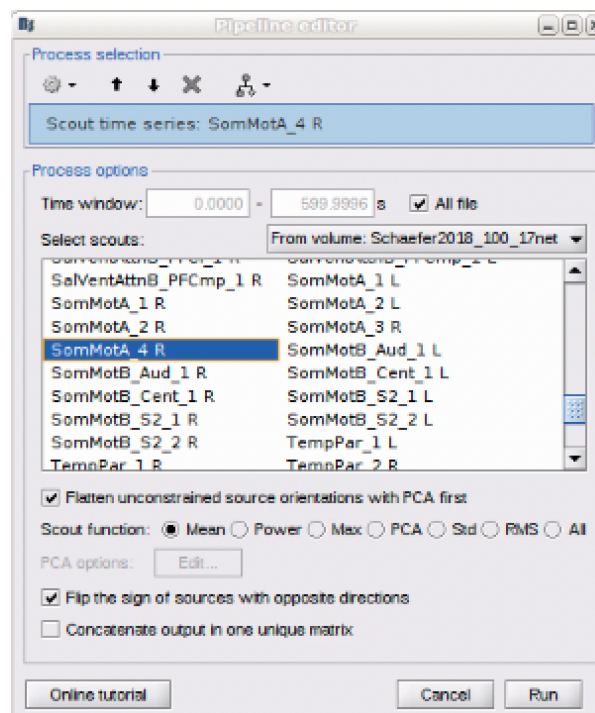 Pipeline editor
Process selection
Scout time series: SomMotA_4 R
Process options
Time window: 0.0000 - 599.9996 s All file
Select scouts: From volume: Schaefer2018_100_17net
SalVentAttnB_PFCl_1 R SalVentAttnB_PFCmp_1 L
SalVentAttnB_PFCmp_1 R SomMotA_1 L
SomMotA_1 R SomMotA_2 L
SomMotA_2 R SomMotA_3 R
SomMotA_4 R SomMotB_Aud_1 L
SomMotB_Aud_1 R SomMotB_Cent_1 L
SomMotB_Cent_1 R SomMotB_S2_1 L
SomMotB_S2_1 R SomMotB_S2_2 L
SomMotB_S2_2 R TempPar_1 L
TempPar_1 R TempPar_2 R
Flatten unconstrained source orientations with PCA first
Scout function: Mean Power Max PCA Std RMS All
PCA options: Edit...
Flip the sign of sources with opposite directions
Concatenate output in one unique matrix
Online tutorial Cancel Run